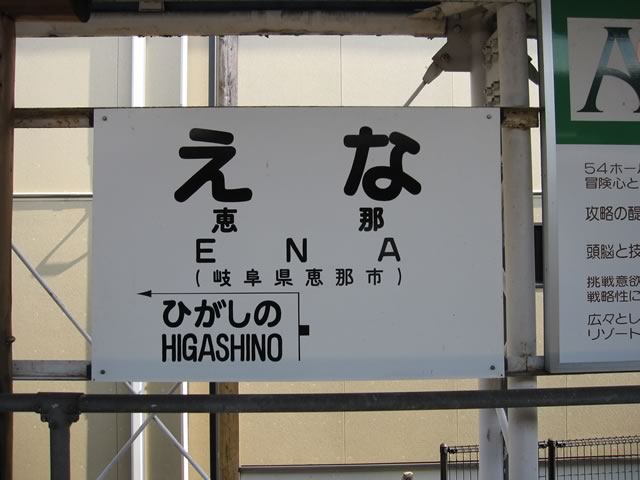 えな
恵那
ENA
(岐阜県恵那市)
ひがしの
HIGASHINO
A
54ホー
冒険心と
攻略の醍
頭脳と技
挑戦意欲
戦略性に
広々とし
リゾート